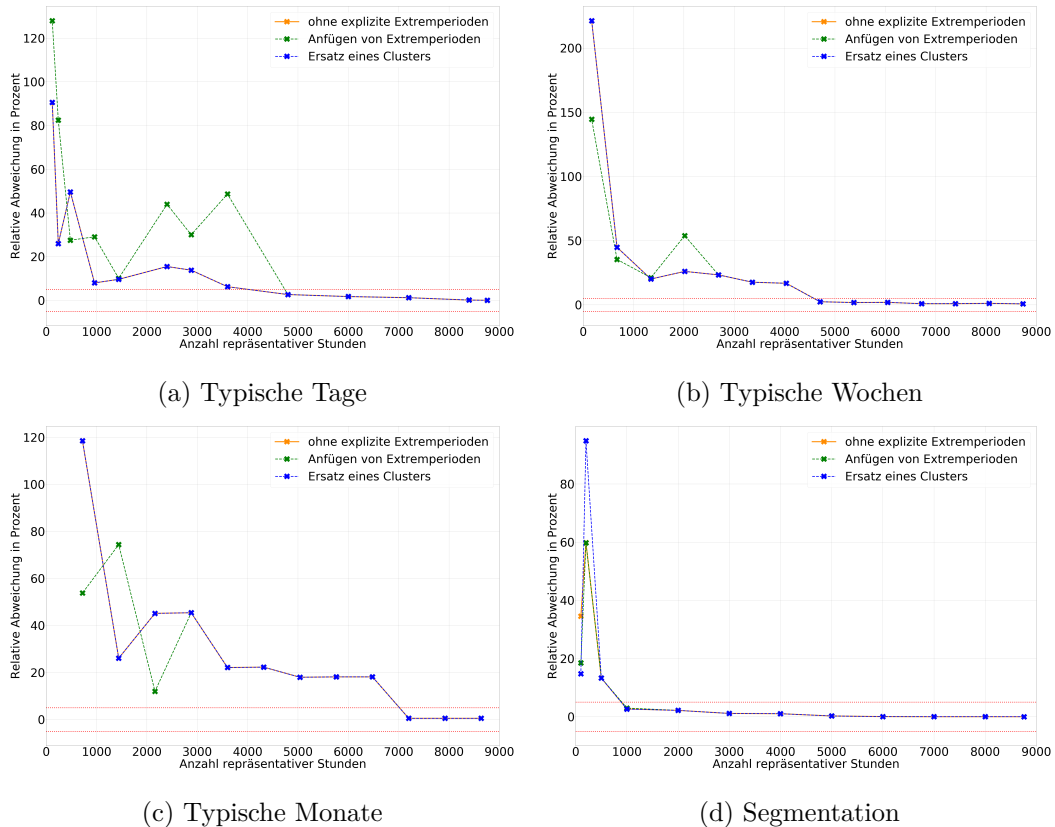 120
100
80
60
40
20
0
Relative Abweichung in Prozent
ohne explizite Extremperioden
Anfügen von Extremperioden
Ersatz eines Clusters
0 1000 2000 3000 4000 5000 6000 7000 8000 9000
Anzahl repräsentativer Stunden
(a) Typische Tage
200
150
100
50
0
Relative Abweichung in Prozent
ohne explizite Extremperioden
Anfügen von Extremperioden
Ersatz eines Clusters
0 1000 2000 3000 4000 5000 6000 7000 8000 9000
Anzahl repräsentativer Stunden
(b) Typische Wochen
120
100
80
60
40
20
0
Relative Abweichung in Prozent
ohne explizite Extremperioden
Anfügen von Extremperioden
Ersatz eines Clusters
0 1000 2000 3000 4000 5000 6000 7000 8000 9000
Anzahl repräsentativer Stunden
(c) Typische Monate
80
60
40
20
0
Relative Abweichung in Prozent
ohne explizite Extremperioden
Anfügen von Extremperioden
Ersatz eines Clusters
0 1000 2000 3000 4000 5000 6000 7000 8000 9000
Anzahl repräsentativer Stunden
(d) Segmentation